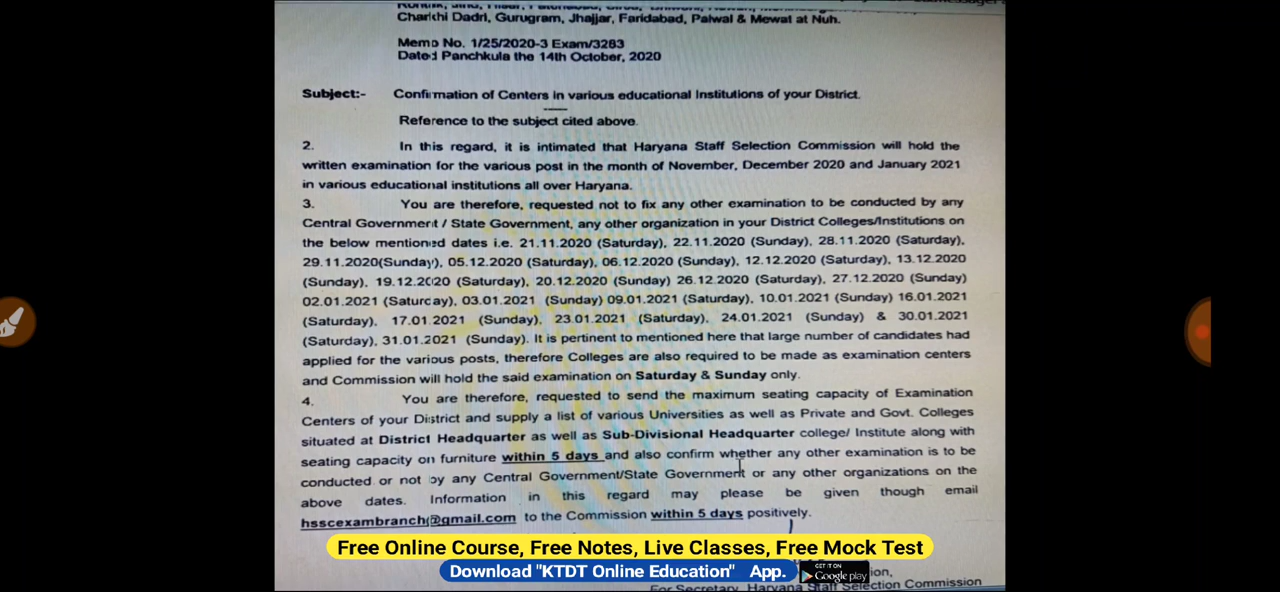 Charkhi Dadri, Gurugram, Jhajjar, Faridabad, Palwal & Mewat at Nuh.
Memo No. 1/25/2020-3 Exam/3283
Dated Panchkula the 14th October, 2020
Subject:- Confirmation of Centers in various educational Institutions of your District.
Reference to the subject cited above.
2. In this regard, it is intimated that Haryana Staff Selection Commission will hold the
written examination for the various post in the month of November, December 2020 and January 2021
in various educational institutions all over Haryana.
3. You are therefore, requested not to fix any other examination to be conducted by any
Central Government / State Government, any other organization in your District Colleges/Institutions on
the below mentioned dates i.e. 21.11.2020 (Saturday), 22.11.2020 (Sunday), 28.11.2020 (Saturday),
29.11.2020(Sunday), 05.12.2020 (Saturday), 06.12.2020 (Sunday), 12.12.2020 (Saturday), 13.12.2020
(Sunday), 19.12.2020 (Saturday), 20.12.2020 (Sunday) 26.12.2020 (Saturday), 27.12.2020 (Sunday)
02.01.2021 (Saturday), 03.01.2021 (Sunday) 09.01.2021 (Saturday), 10.01.2021 (Sunday) 16.01.2021
(Saturday), 17.01.2021 (Sunday), 23.01.2021 (Saturday), 24.01.2021 (Sunday) & 30.01.2021
(Saturday), 31.01.2021 (Sunday). It is pertinent to mentioned here that large number of candidates had
applied for the various posts, therefore Colleges are also required to be made as examination centers
and Commission will hold the said examination on Saturday & Sunday only.
4. You are therefore, requested to send the maximum seating capacity of Examination
Centers of your District and supply a list of various Universities as well as Private and Govt. Colleges
situated at District Headquarter as well as Sub-Divisional Headquarter college/ Institute along with
seating capacity on furniture within 5 days and also confirm whether any other examination is to be
conducted or not by any Central Government/State Government or any other organizations on the
above dates. Information in this regard may please be given though email
hsscexambranch@gmail.com to the Commission within 5 days positively.
Free Online Course, Free Notes, Live Classes, Free Mock Test
Download "KTDT Online Education" App.
GET IT ON
Google play
For Secretary, Haryana Staff Selection Commission